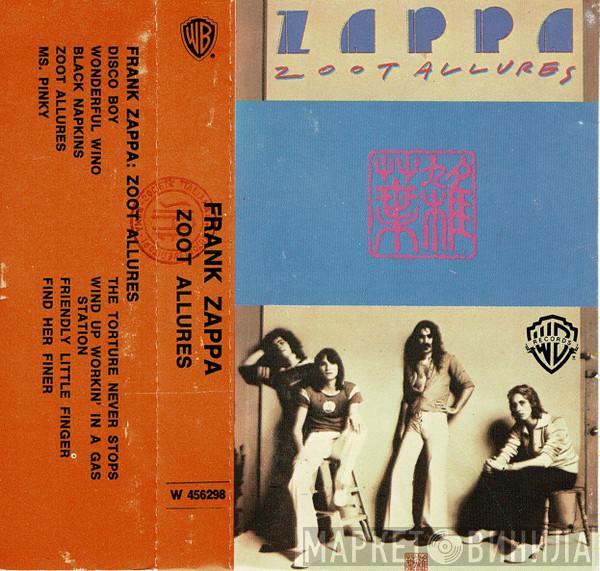 ZAPPA
ZOOT ALLURES
雜葉
WB
RECORDS
WB
FRANK ZAPPA: ZOOT ALLURES
DISCO BOY
WONDERFUL WINO
BLACK NAPKINS
ZOOT ALLURES
MS. PINKY
THE TORTURE NEVER STOPS
WIND UP WORKIN' IN A GAS
STATION
FRIENDLY LITTLE FINGER
FIND HER FINER
FRANK ZAPPA
ZOOT ALLURES
W 456298
МАРКЕТ ВИНИЛА